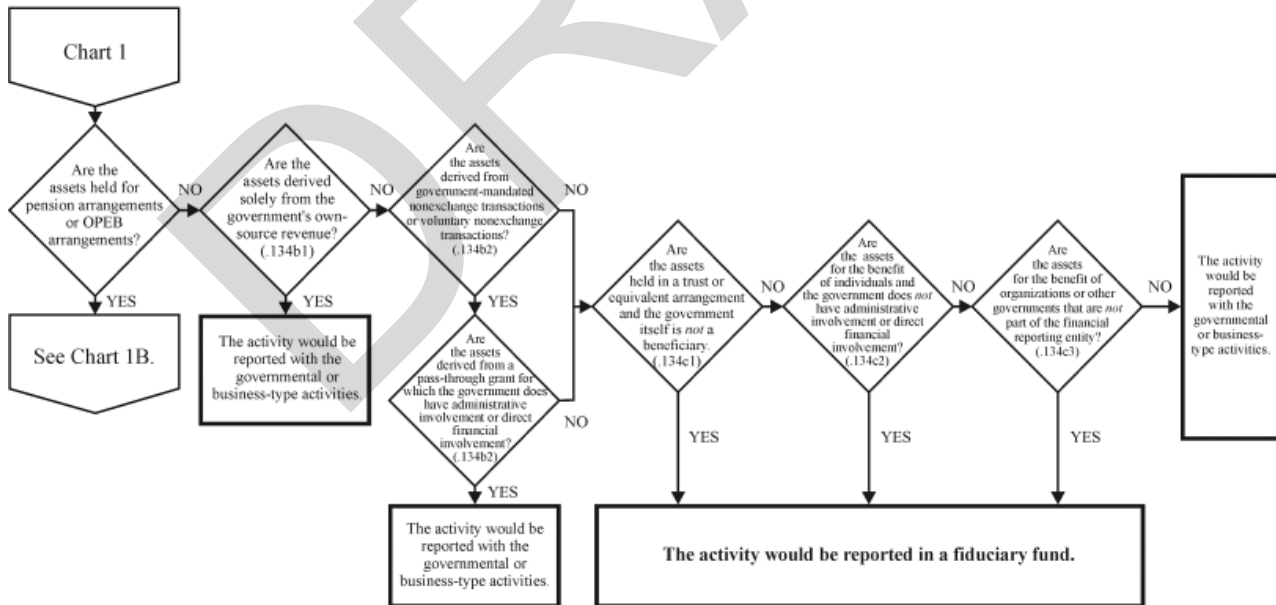 Chart 1
Are the
assets held for
pension arrangements
or OPEB
arrangements?
NO
YES
See Chart 1B.
Are the
assets derived
solely from the
government's own-
source revenue?
(.134b1)
NO
YES
The activity would be
reported with the
governmental or
business-type activities.
Are
the assets
derived from
government-mandated
nonexchange transactions
or voluntary nonexchange
transactions?
(.134b2)
NO
YES
Are
the assets
derived from a
pass-through grant for
which the government does
have administrative
involvement or direct
financial
involvement?
(.134b2)
NO
YES
The activity would be
reported with the
governmental or
business-type activities.
Are
the assets
held in a trust or
equivalent arrangement
and the government
itself is not a
beneficiary.
(.134c1)
NO
YES
Are
the assets
for the benefit
of individuals and
the government does not
have administrative
involvement or direct
financial
involvement?
(.134c2)
NO
YES
Are
the assets
for the benefit of
organizations or other
governments that are not
part of the financial
reporting entity?
(.134c3)
NO
YES
The activity
would be
reported
with the
governmental
or business-
type activities.
The activity would be reported in a fiduciary fund.